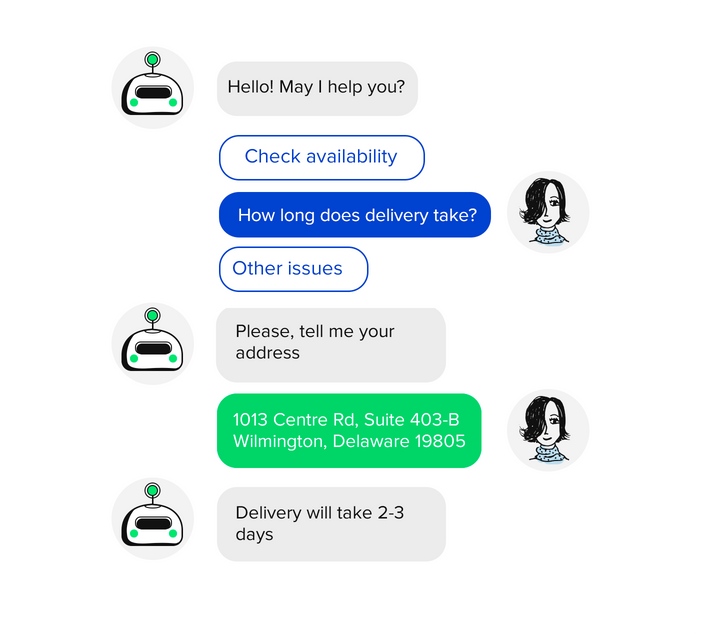 Hello! May I help you?
Check availability
How long does delivery take?
Other issues
Please, tell me your
address
1013 Centre Rd, Suite 403-B
Wilmington, Delaware 19805
Delivery will take 2-3
days